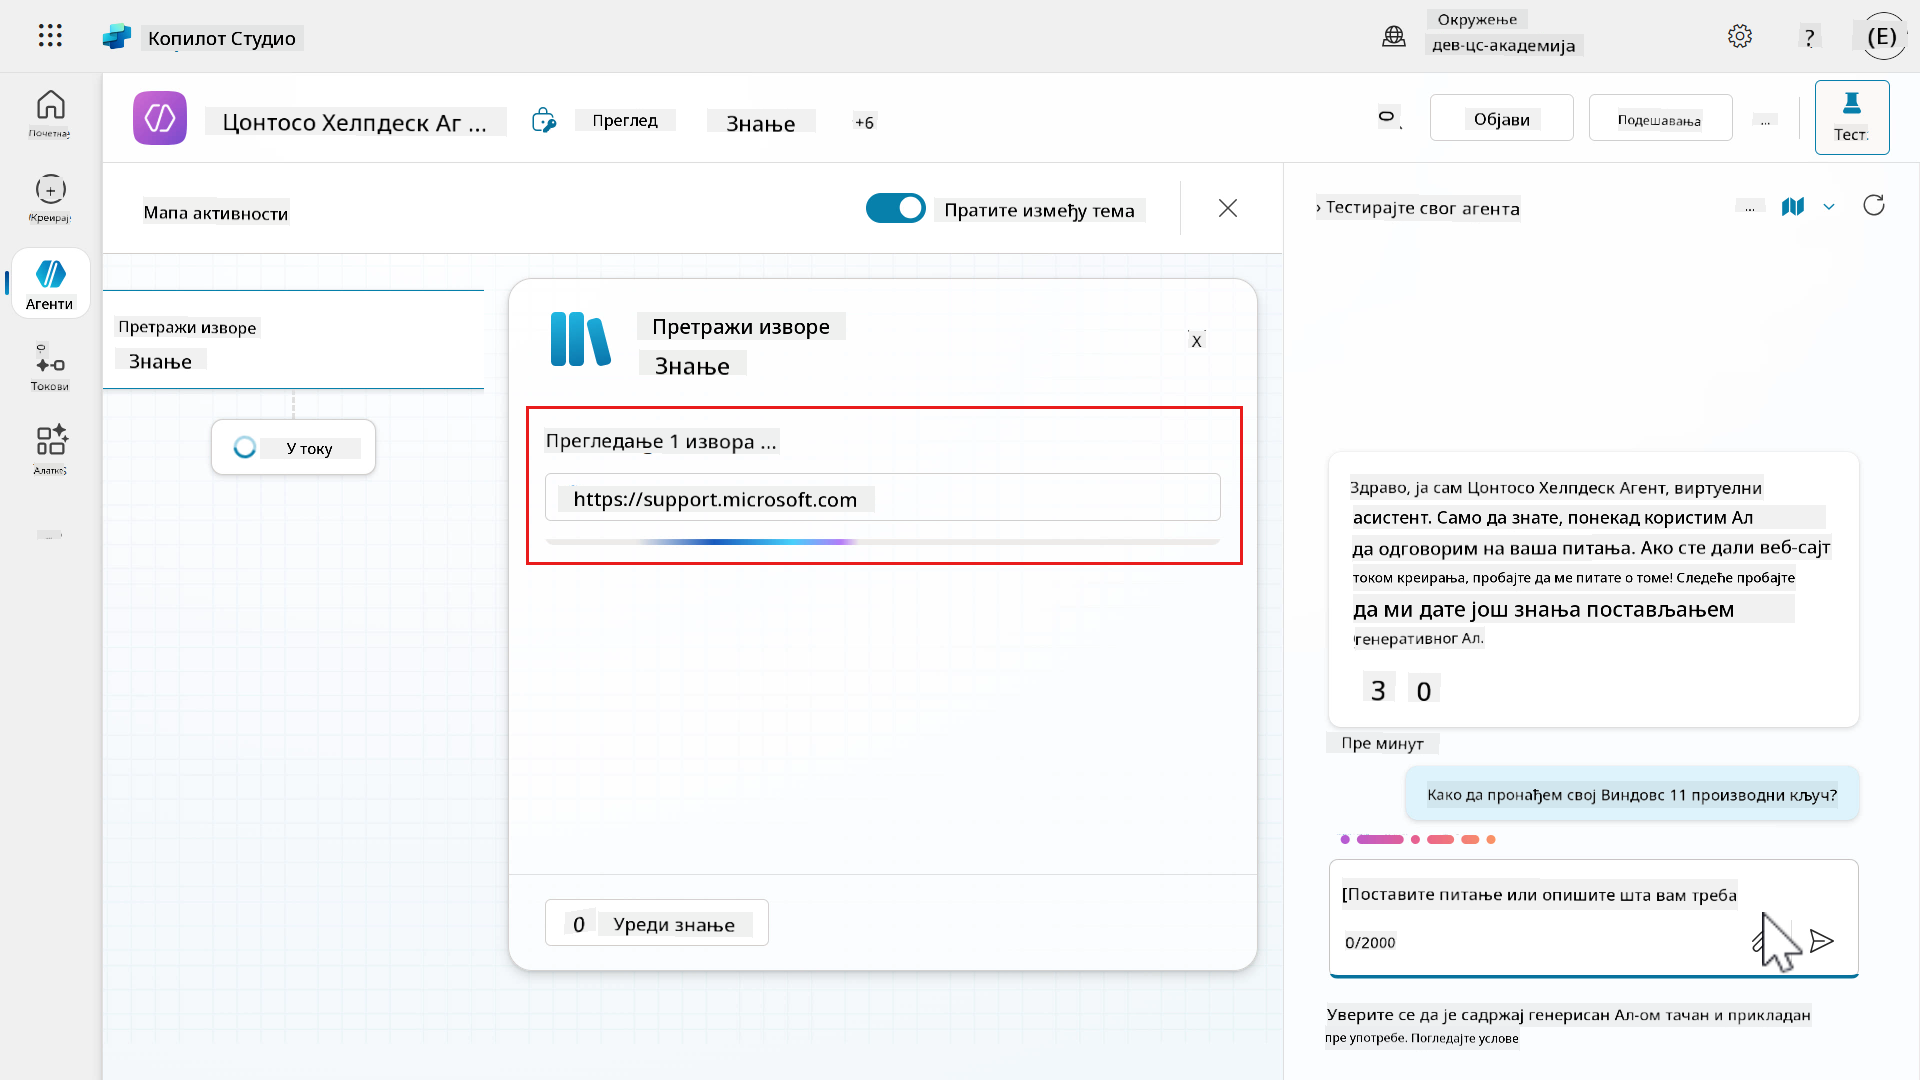 Копилот Студио
Окружење
дев-цс-академија
?
(E)
Почетнај
Креирај
Агенти
Токови
Цонтосо Хелпдеск Аг ...
Преглед
Знање
+6
Објави
Подешавања
...
Тест.
Мапа активности
Пратите између тема
Претражи изворе
Знање
У току
Претражи изворе
Знање
X
Прегледање 1 извора ...
https://support.microsoft.com
0 Уреди знање
› Тестирајте свог агента
...
Здраво, ја сам Цонтосо Хелпдеск Агент, виртуелни
асистент. Само да знате, понекад користим Ал
да одговорим на ваша питања. Ако сте дали веб-сајт
током креирања, пробајте да ме питате о томе! Следеће пробајте
да ми дате још знања постављањем
генеративног Ал.
3 0
Пре минут
Како да пронађем свој Виндовс 11 производни кључ?
[Поставите питање или опишите шта вам треба
0/2000
Уверите се да је садржај генерисан Ал-ом тачан и прикладан
пре употребе. Погледајте услове